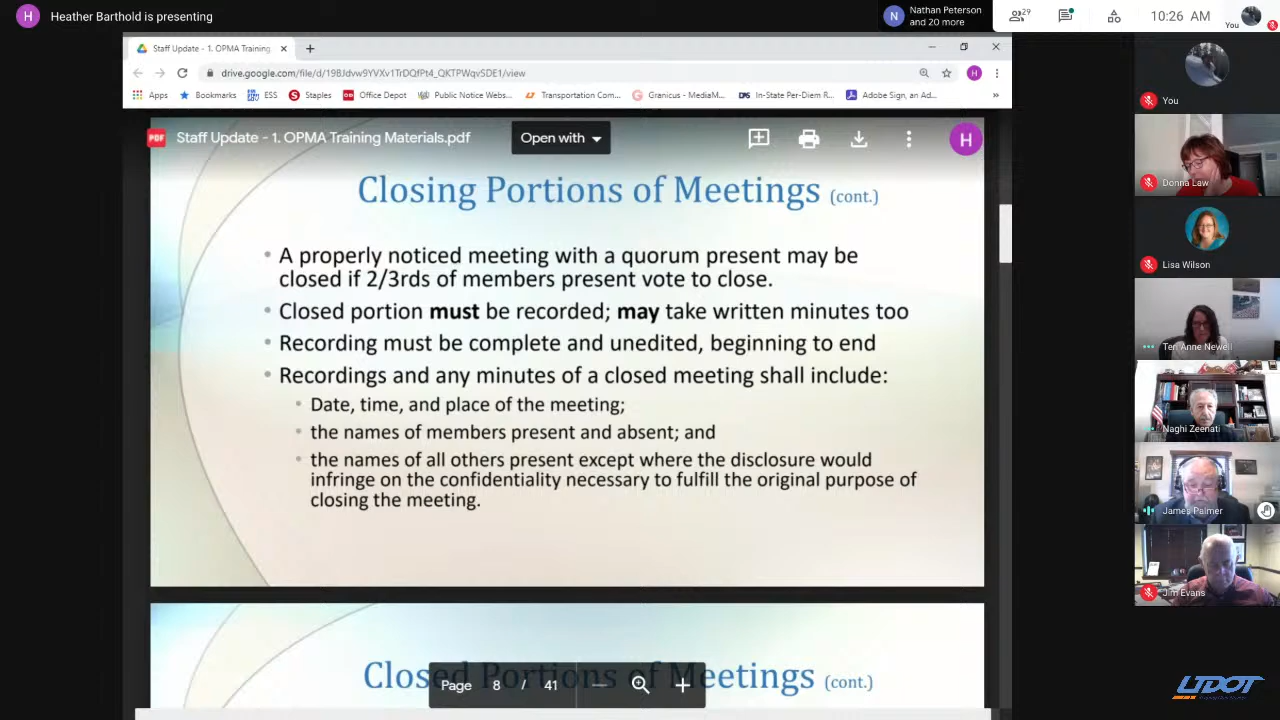 H Heather Barthold is presenting
N Nathan Peterson
and 20 more
29
10:26 AM
You
Staff Update - 1. OPMA Training
drive.google.com/file/d/19BJdvw9YVXv1TrDQfPt4_QKTPWqvSDE1/view
H
Apps Bookmarks ESS Staples Office Depot Public Notice Webs... Transportation Com... Granicus - MediaM... In-State Per-Diem R... Adobe Sign, an Ad... »
PDF Staff Update - 1. OPMA Training Materials.pdf Open with H
Closing Portions of Meetings (cont.)
• A properly noticed meeting with a quorum present may be
closed if 2/3rds of members present vote to close.
• Closed portion must be recorded; may take written minutes too
• Recording must be complete and unedited, beginning to end
• Recordings and any minutes of a closed meeting shall include:
• Date, time, and place of the meeting;
• the names of members present and absent; and
• the names of all others present except where the disclosure would
infringe on the confidentiality necessary to fulfill the original purpose of
closing the meeting.
Closed Portions of Meetings (cont.)
Page 8 / 41
You
Donna Law
Lisa Wilson
Teri Anne Newell
Naghi Zeenati
James Palmer
Jim Evans
UDOT